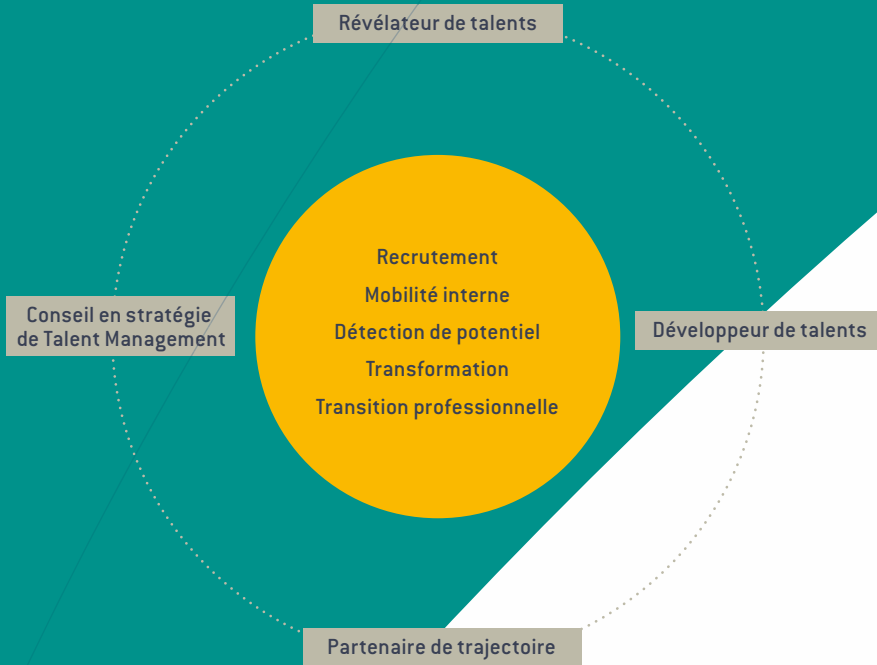 Révélateur de talents
Recrutement
Mobilité interne
Détection de potentiel
Transformation
Transition professionnelle
Conseil en stratégie
de Talent Management
Développeur de talents
Partenaire de trajectoire